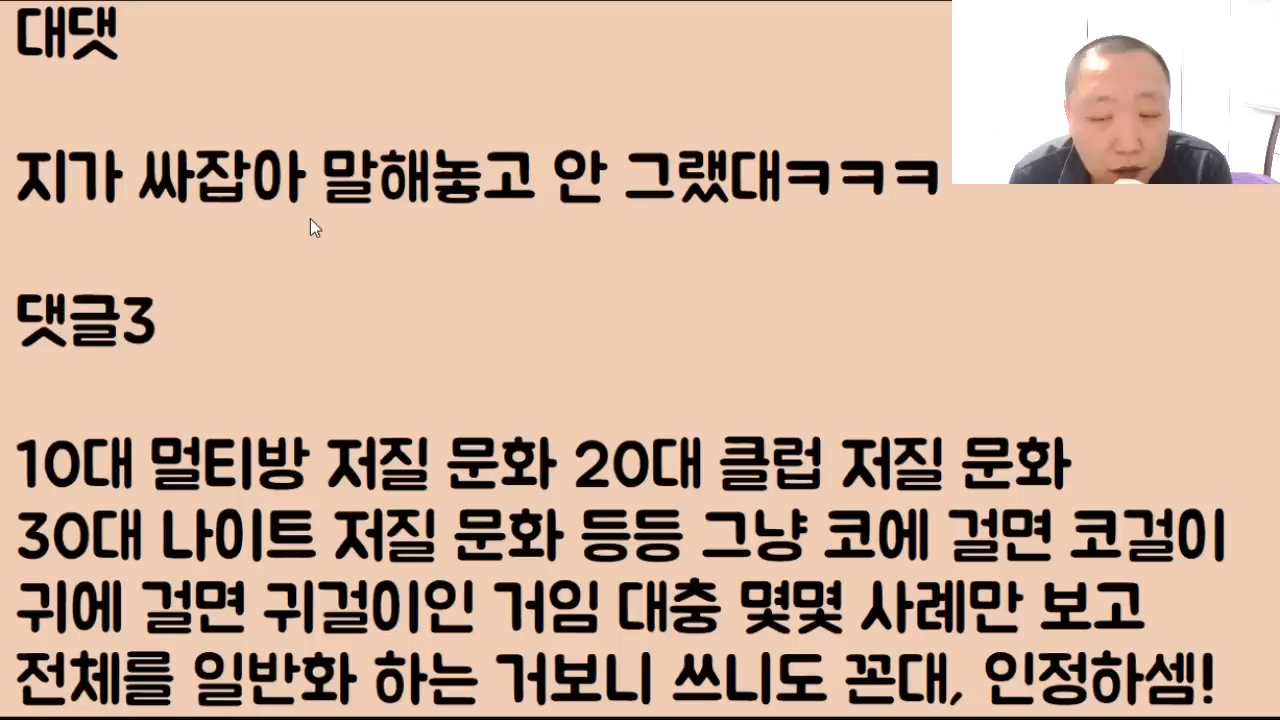 대댓
지가 싸잡아 말해놓고 안 그랬대ㅋㅋㅋ
댓글3
10대 멀티방 저질 문화 20대 클럽 저질 문화
30대 나이트 저질 문화 등등 그냥 코에 걸면 코걸이
귀에 걸면 귀걸이인 거임 대충 몇몇 사례만 보고
전체를 일반화 하는 거보니 쓰니도 꼰대, 인정하셈!